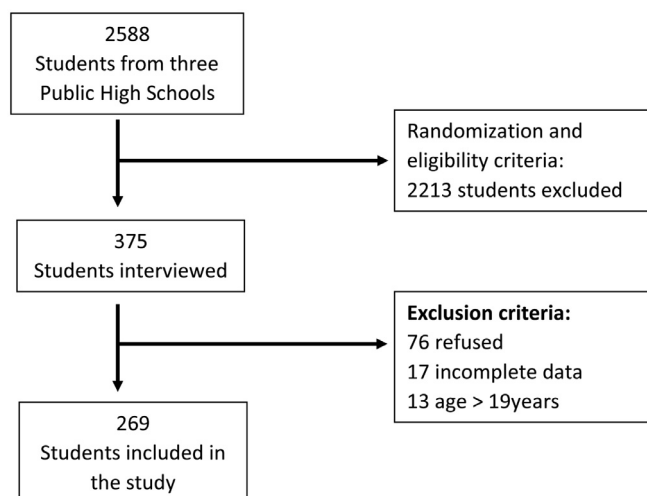 2588
Students from three
Public High Schools
Randomization and
eligibility criteria:
2213 students excluded
375
Students interviewed
Exclusion criteria:
76 refused
17 incomplete data
13 age > 19years
269
Students included in
the study